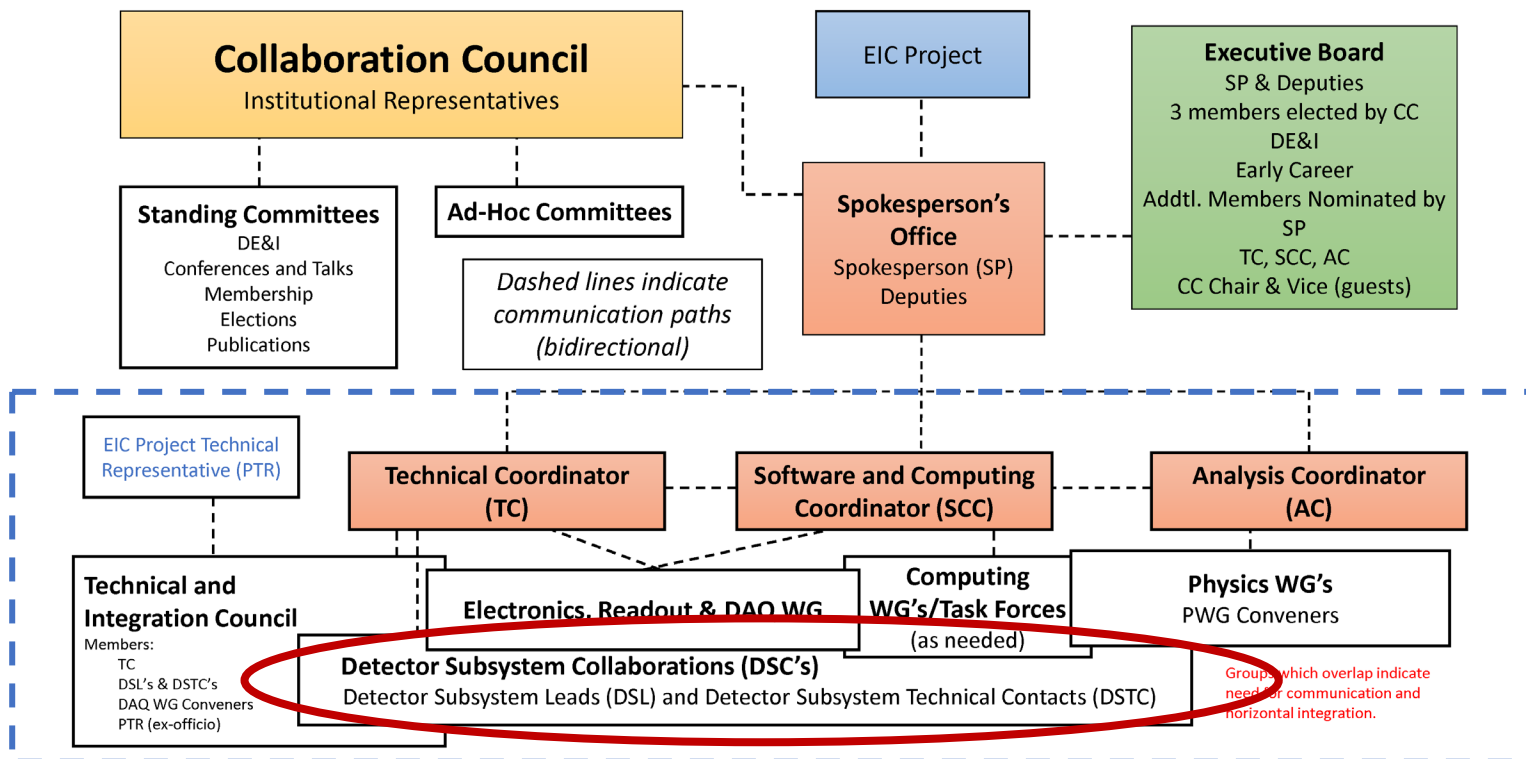 Collaboration Council
Institutional Representatives
EIC Project
Executive Board
SP & Deputies
3 members elected by CC
DE&I
Early Career
Addtl. Members Nominated by
SP
TC, SCC, AC
CC Chair & Vice (guests)
Standing Committees
DE&I
Conferences and Talks
Membership
Elections
Publications
Ad-Hoc Committees
Spokesperson's
Office
Spokesperson (SP)
Deputies
Dashed lines indicate
communication paths
(bidirectional)
EIC Project Technical
Representative (PTR)
Technical Coordinator
(TC)
Software and Computing
Coordinator (SCC)
Analysis Coordinator
(AC)
Technical and
Integration Council
Members:
TC
DSL's & DSTC's
DAQ WG Conveners
PTR (ex-officio)
Electronics, Readout & DAQ WG
Computing
WG's/Task Forces
(as needed)
Physics WG's
PWG Conveners
Detector Subsystem Collaborations (DSC's)
Detector Subsystem Leads (DSL) and Detector Subsystem Technical Contacts (DSTC)
Groups which overlap indicate
need for communication and
horizontal integration.